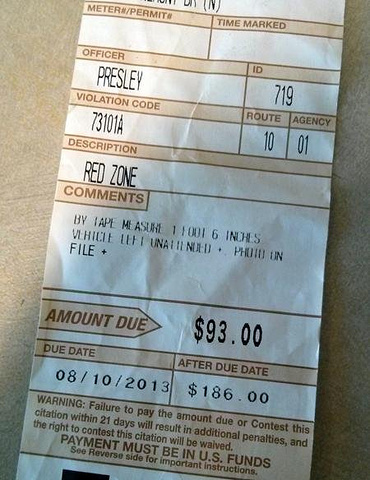 DR (N)
METER#/PERMIT#
TIME MARKED
OFFICER
ID
PRESLEY
719
VIOLATION CODE
ROUTE
AGENCY
73101A
10
01
DESCRIPTION
RED ZONE
COMMENTS
BY TAPE MEASURE 1 FOOT 6 INCHES
VEHICLE LEFT UNATTENDED +. PHOTO ON
FILE +
AMOUNT DUE
$93.00
DUE DATE
AFTER DUE DATE
08/10/2013
$186.00
WARNING: Failure to pay the amount due or Contest this
citation within 21 days will result in additional penalties, and
the right to contest this citation will be waived.
PAYMENT MUST BE IN U.S. FUNDS
See Reverse side for important instructions.